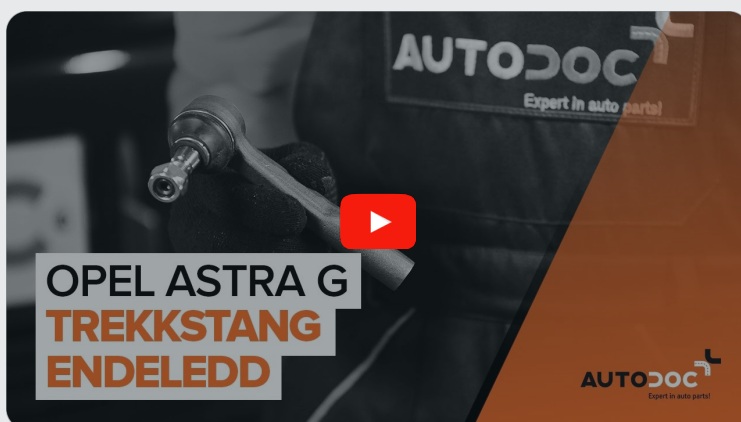 AUTODOC
Expert in auto parts!
OPEL ASTRA G
TREKKSTANG
ENDELEDD
AUTODOC
Expert in auto parts!